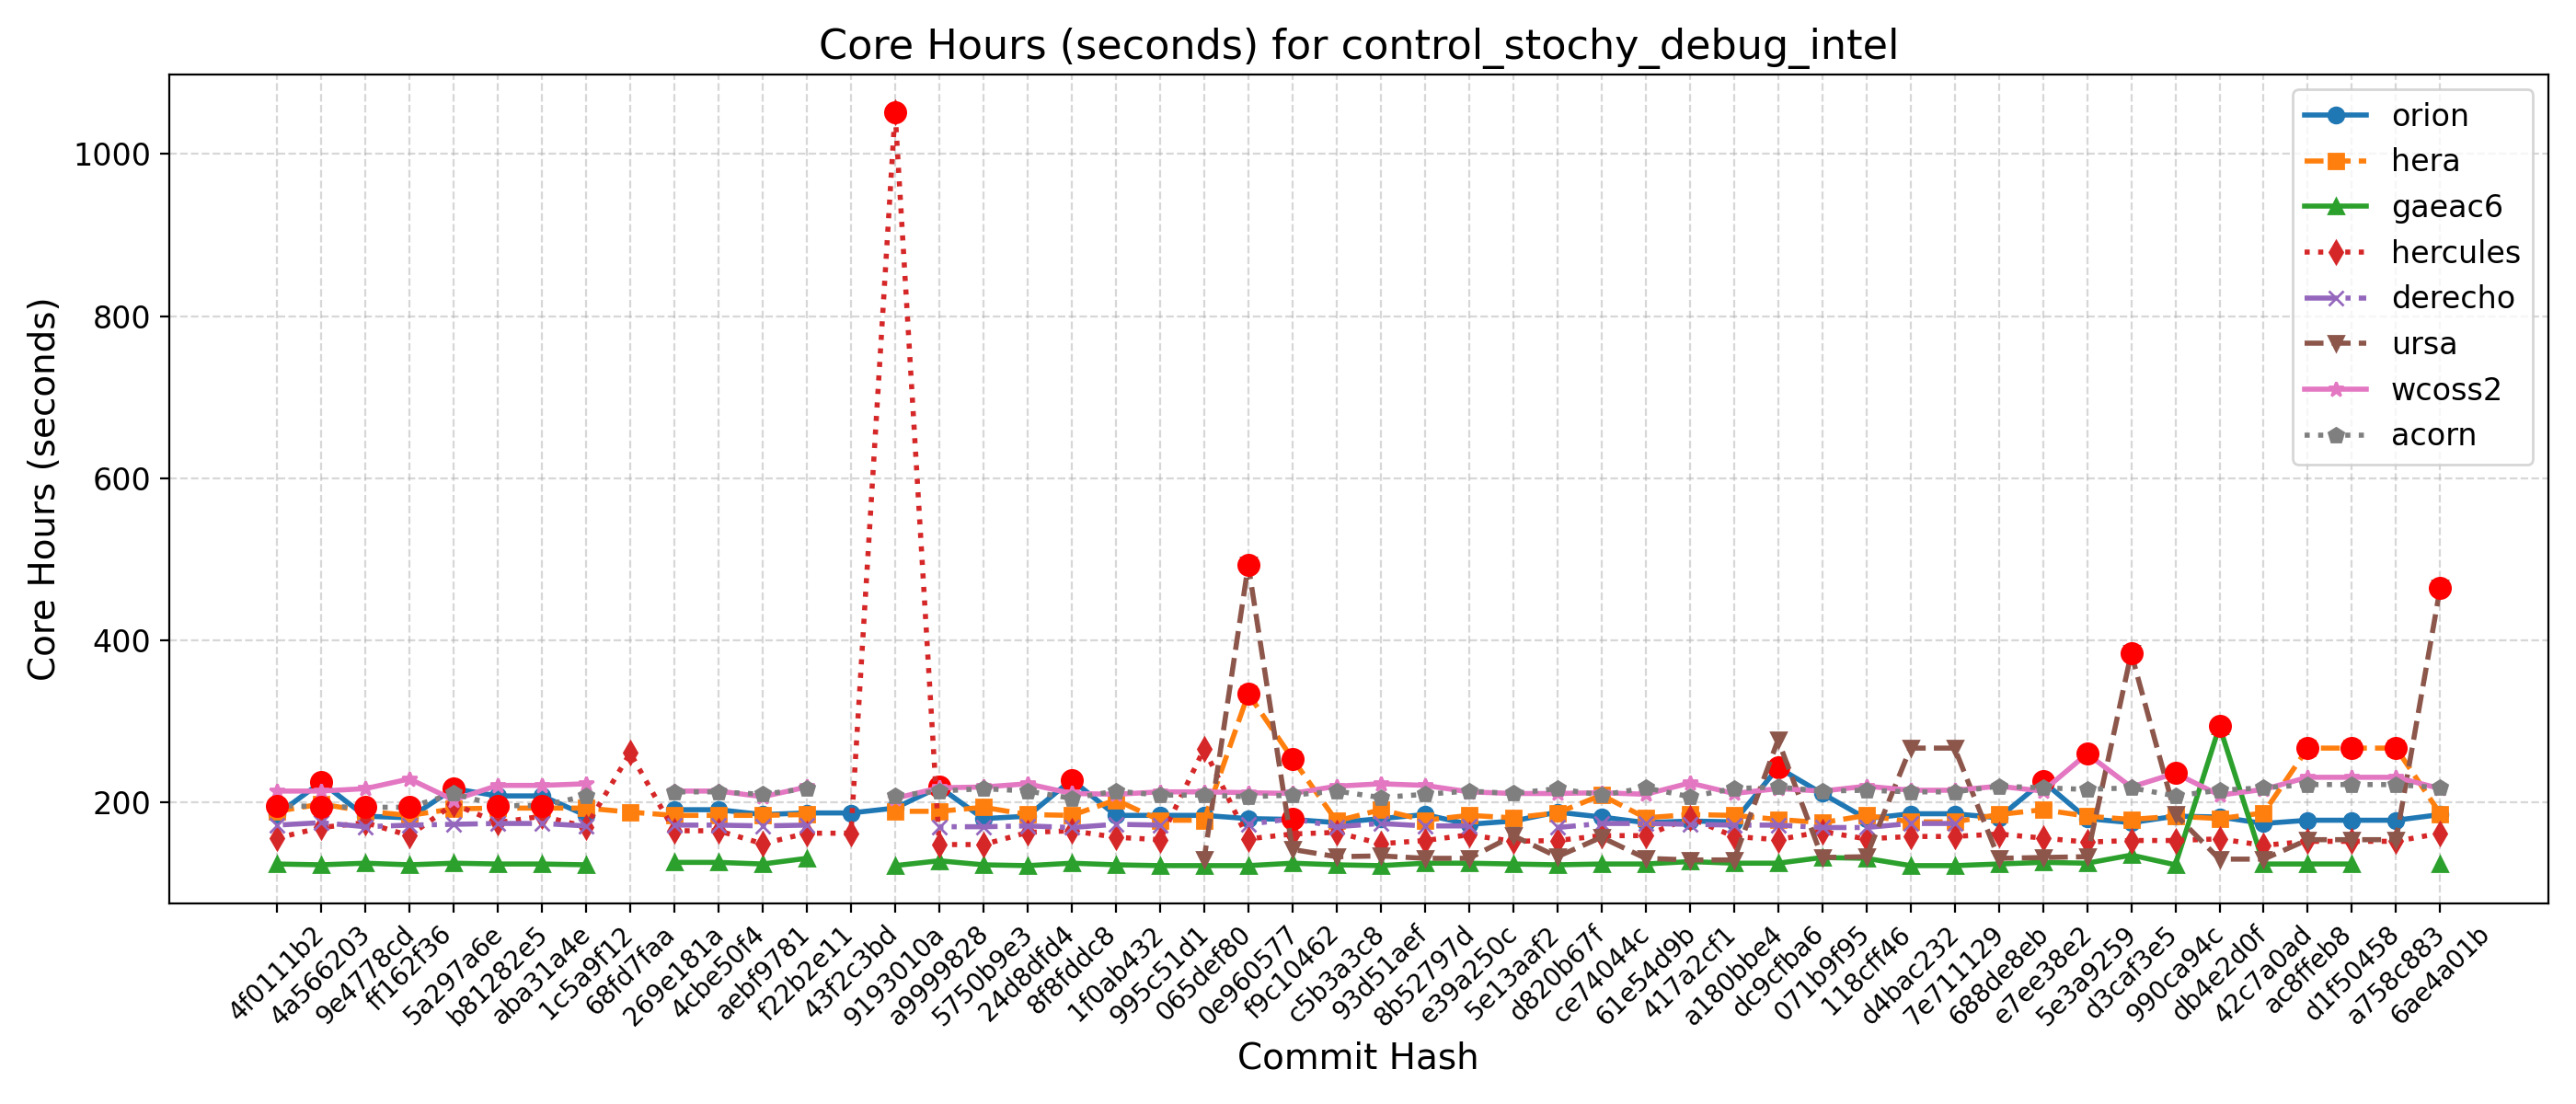 Core Hours (seconds) for control_stochy_debug_intel
Core Hours (seconds)
1000
800
600
400
200
orion
hera
gaeac6
hercules
derecho
ursa
wcoss2
acorn
4f0111b2
4a566203
9e4778cd
ff162f36
5a297a6e
b81282e5
aba31a4e
1c5a9f12
68fd7faa
269e181a
4cbe50f4
aebf9781
f22b2e11
43f2c3bd
9193010a
a9999828
5750b9e3
24d8dfd4
8f8fddc8
1f0ab432
995c51d1
065def80
0e960577
f9c10462
c5b3a3c8
93d51aef
8b52797d
e39a250c
5e13aaf2
d820b67f
ce74044c
61e54d9b
417a2cf1
a180bbe4
dc9cfba6
071b9f95
118cff46
d4bac232
7e711129
688de8eb
e7ee38e2
5e3a9259
d3caf3e5
990ca94c
db4e2d0f
42c7a0ad
ac8ffeb8
d1f50458
a758c883
6ae4a01b
Commit Hash